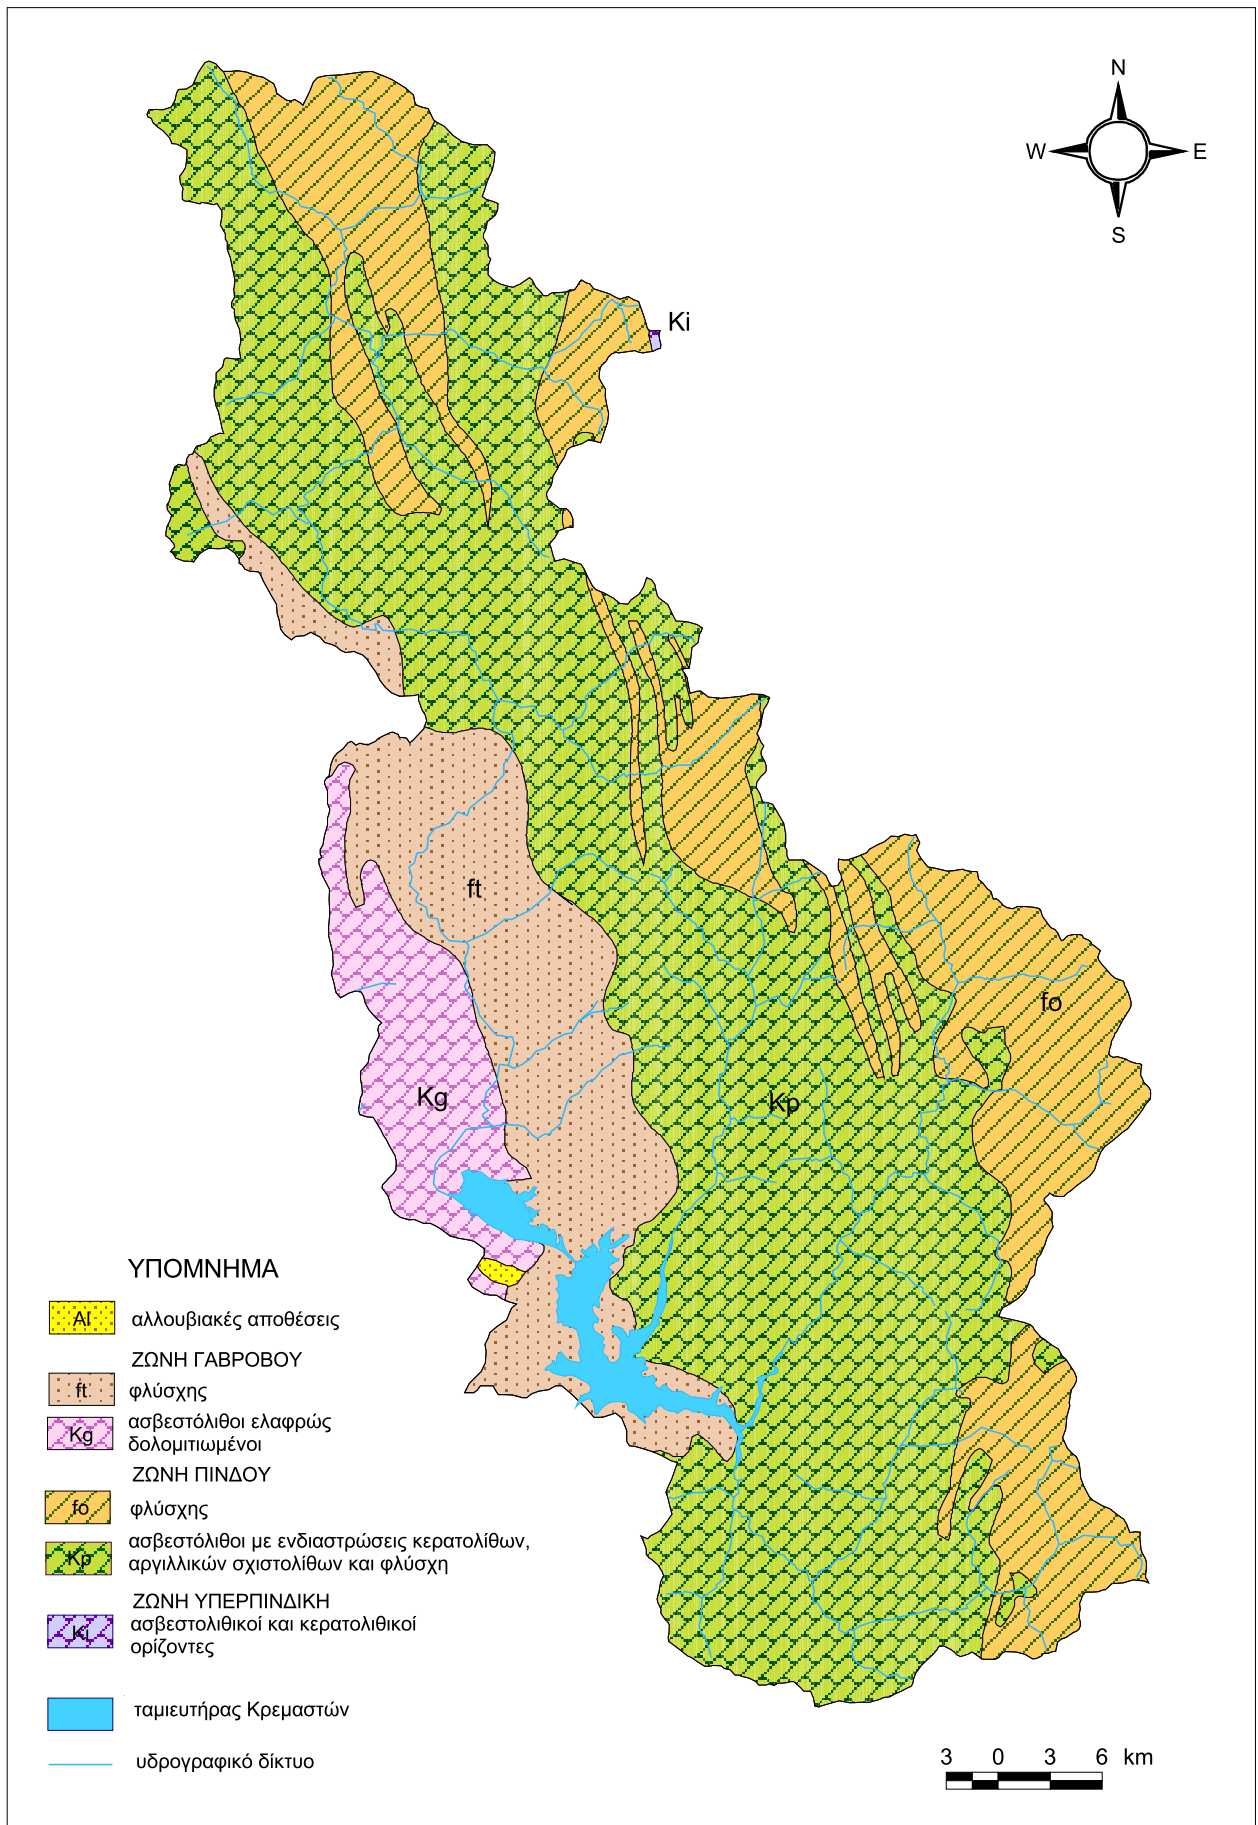 N
W E
S
Ki
ft
fo
Kg
Kp
ΥΠΟΜΝΗΜΑ
Al αλλουβιακές αποθέσεις
ΖΩΝΗ ΓΑΒΡΟΒΟΥ
ft φλύσχης
Kg ασβεστόλιθοι ελαφρώς
δολομιτιωμένοι
ΖΩΝΗ ΠΙΝΔΟΥ
fo φλύσχης
Kp ασβεστόλιθοι με ενδιαστρώσεις κερατολίθων,
αργιλλικών σχιστολίθων και φλύσχη
ΖΩΝΗ ΥΠΕΡΠΙΝΔΙΚΗ
Ki ασβεστολιθικοί και κερατολιθικοί
ορίζοντες
ταμιευτήρας Κρεμαστών
υδρογραφικό δίκτυο
3 0 3 6 km